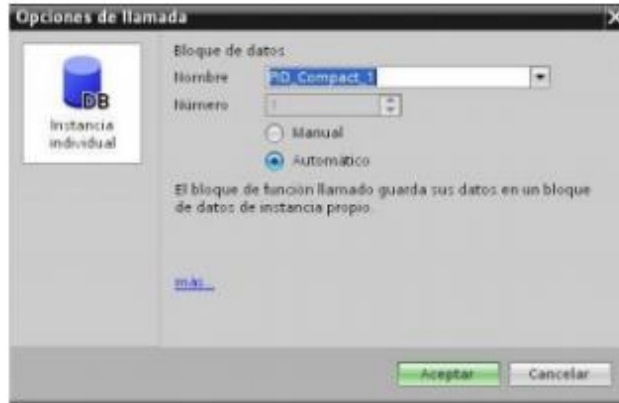 Opciones de llamada
DB
Instancia
individual
Bloque de datos
Nombre
PID_Compact_1
Número
1
Manual
Automático
El bloque de función llamado guarda sus datos en un bloque
de datos de instancia propio.
más...
Aceptar
Cancelar